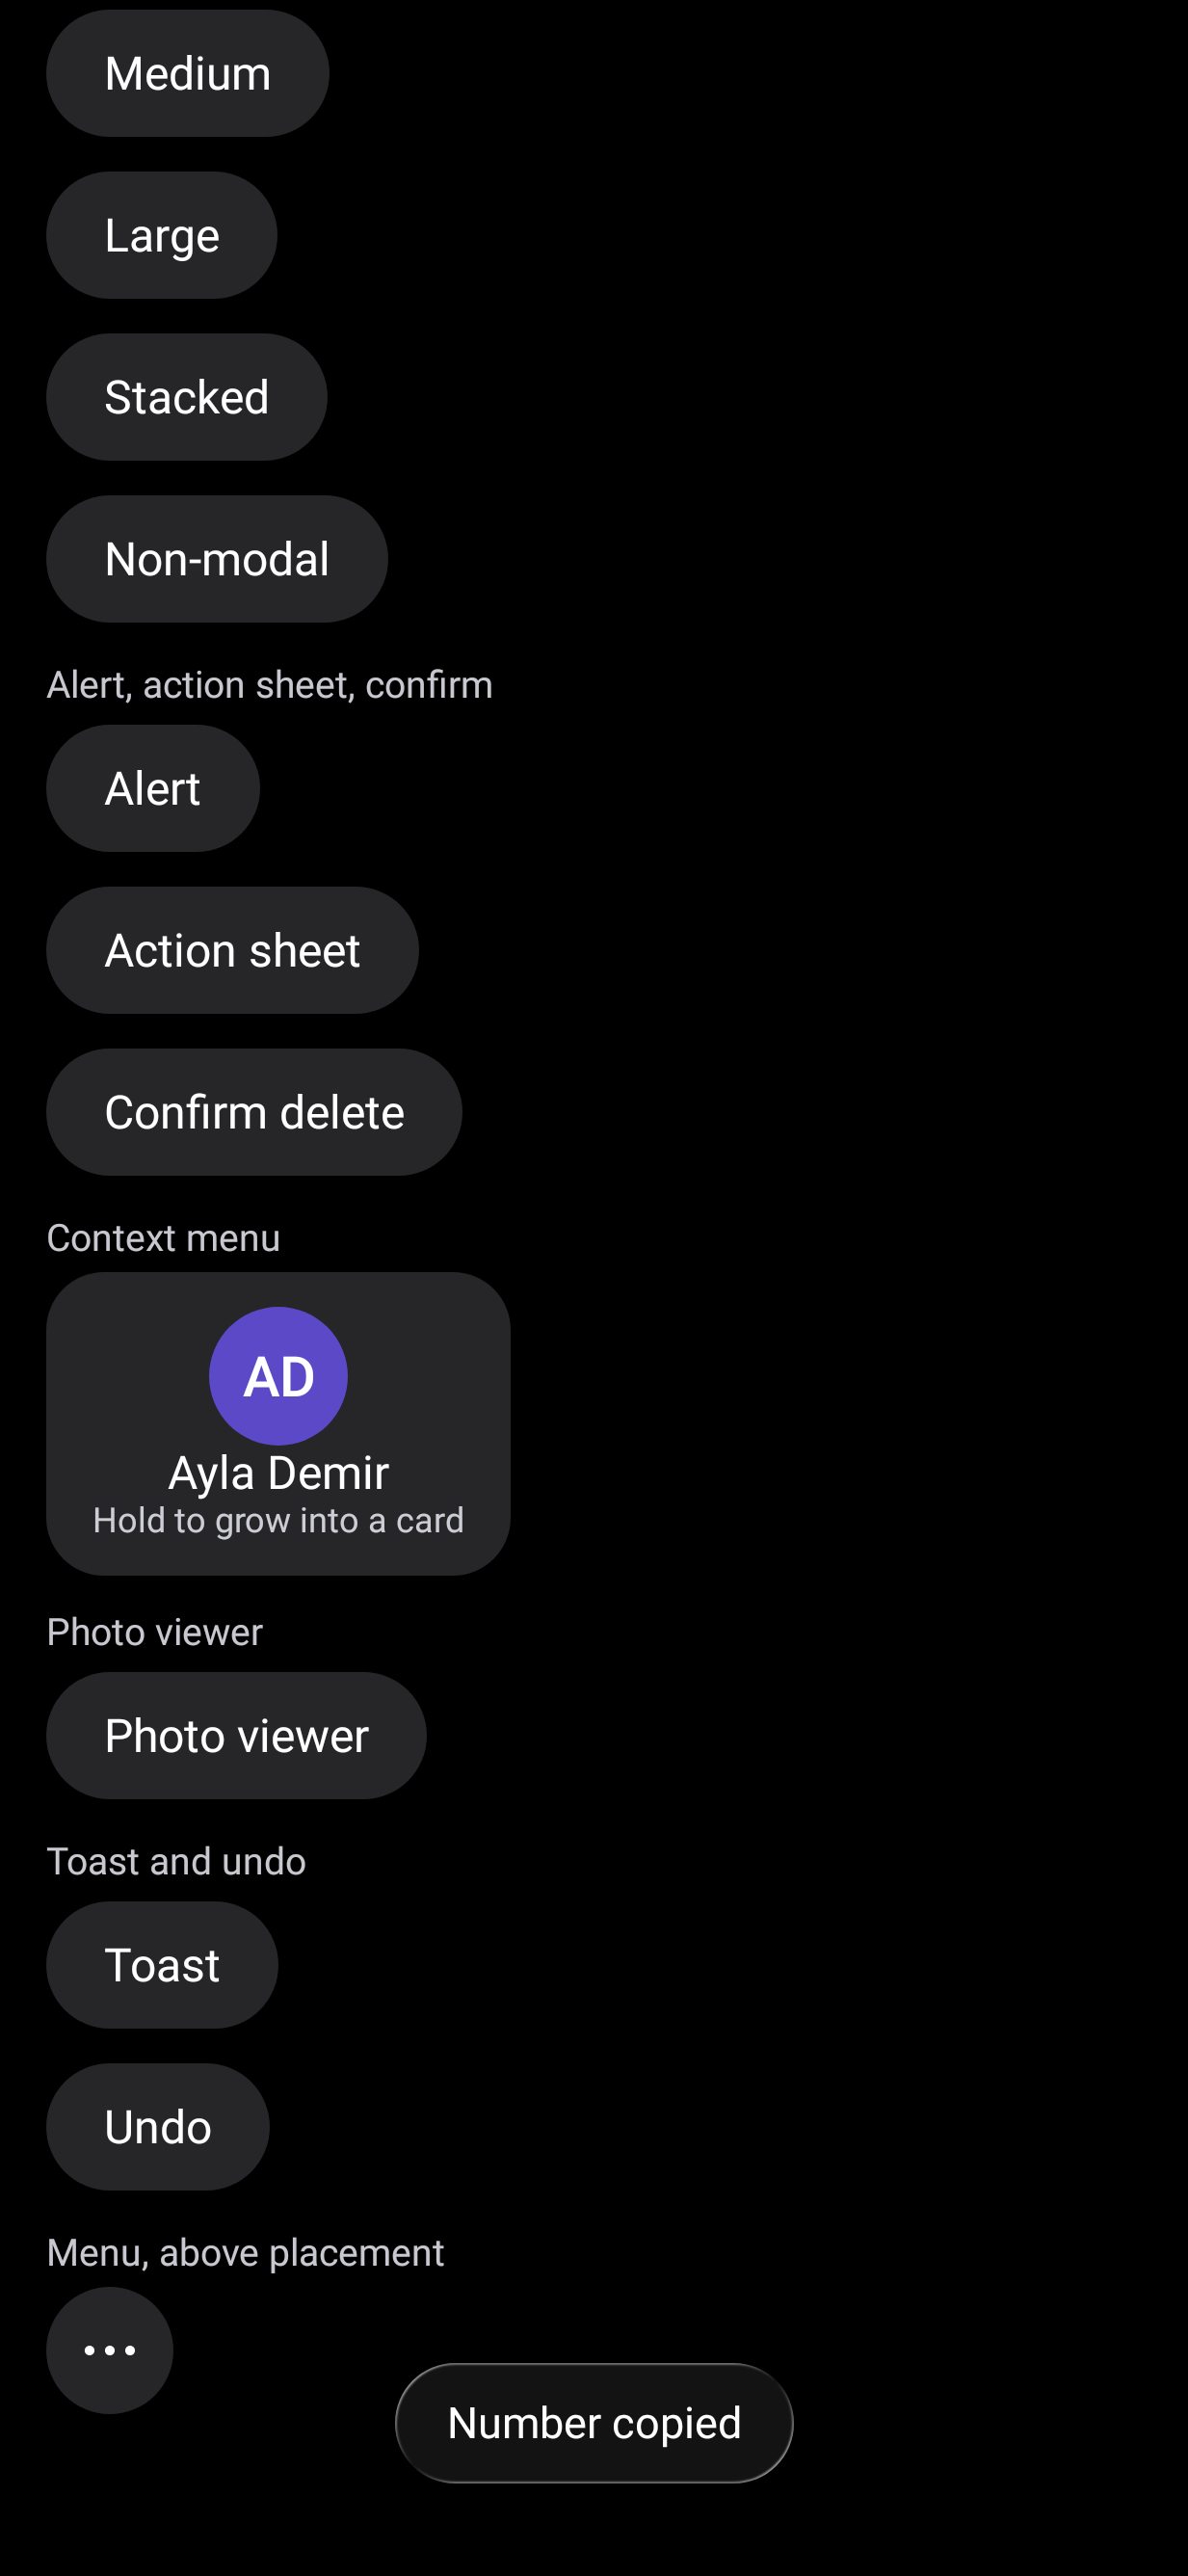 Medium
Large
Stacked
Non-modal
Alert, action sheet, confirm
Alert
Action sheet
Confirm delete
Context menu
AD
Ayla Demir
Hold to grow into a card
Photo viewer
Photo viewer
Toast and undo
Toast
Undo
Menu, above placement
Number copied